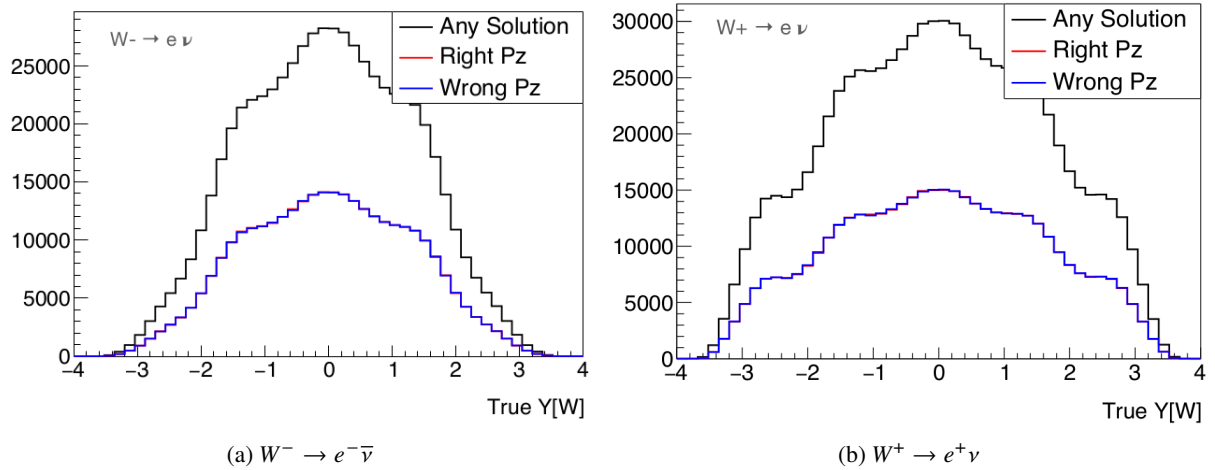 W- → e ν
Any Solution
Right Pz
Wrong Pz
25000
20000
15000
10000
5000
0
−4 −3 −2 −1 0 1 2 3 4
True Y[W]
(a) W⁻ → e⁻ν̅
W+ → e ν
Any Solution
Right Pz
Wrong Pz
30000
25000
20000
15000
10000
5000
0
−4 −3 −2 −1 0 1 2 3 4
True Y[W]
(b) W⁺ → e⁺ν